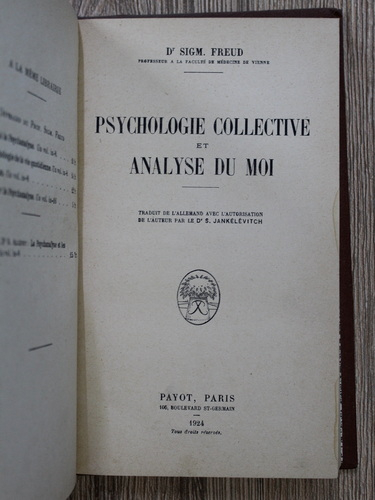 A LA MÊME LIBRAIRIE
Dr SIGM. FREUD
PROFESSEUR A LA FACULTÉ DE MÉDECINE DE VIENNE
PSYCHOLOGIE COLLECTIVE
ET
ANALYSE DU MOI
TRADUIT DE L'ALLEMAND AVEC L'AUTORISATION
DE L'AUTEUR PAR LE Dr S. JANKÉLÉVITCH
PAYOT, PARIS
106, BOULEVARD ST-GERMAIN
1924
Tous droits réservés.